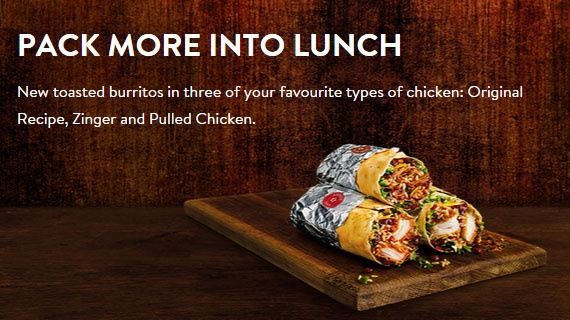 PACK MORE INTO LUNCH
New toasted burritos in three of your favourite types of chicken: Original
Recipe, Zinger and Pulled Chicken.